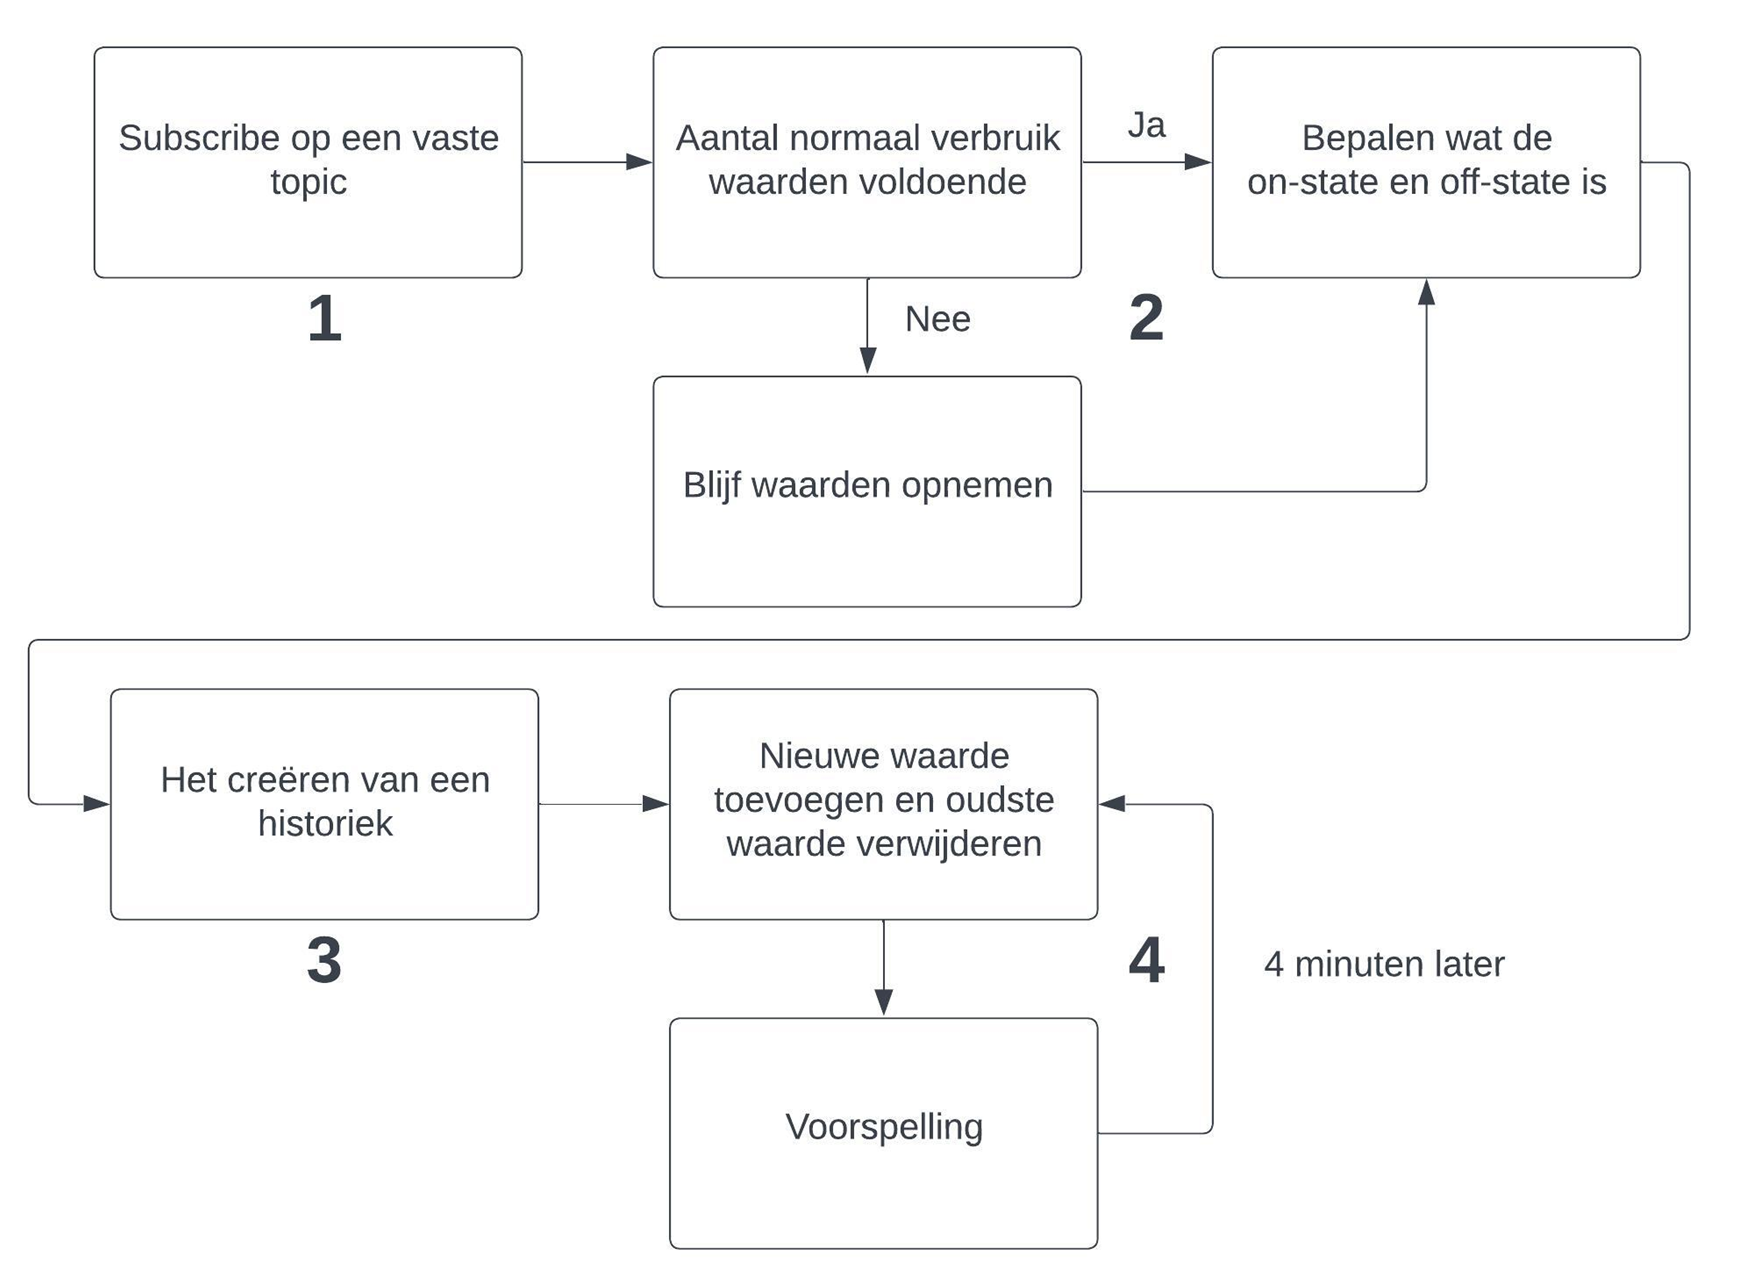 Subscribe op een vaste
topic
1
Aantal normaal verbruik
waarden voldoende
Ja
Bepalen wat de
on-state en off-state is
Nee
2
Blijf waarden opnemen
Het creëren van een
historiek
3
Nieuwe waarde
toevoegen en oudste
waarde verwijderen
4
4 minuten later
Voorspelling